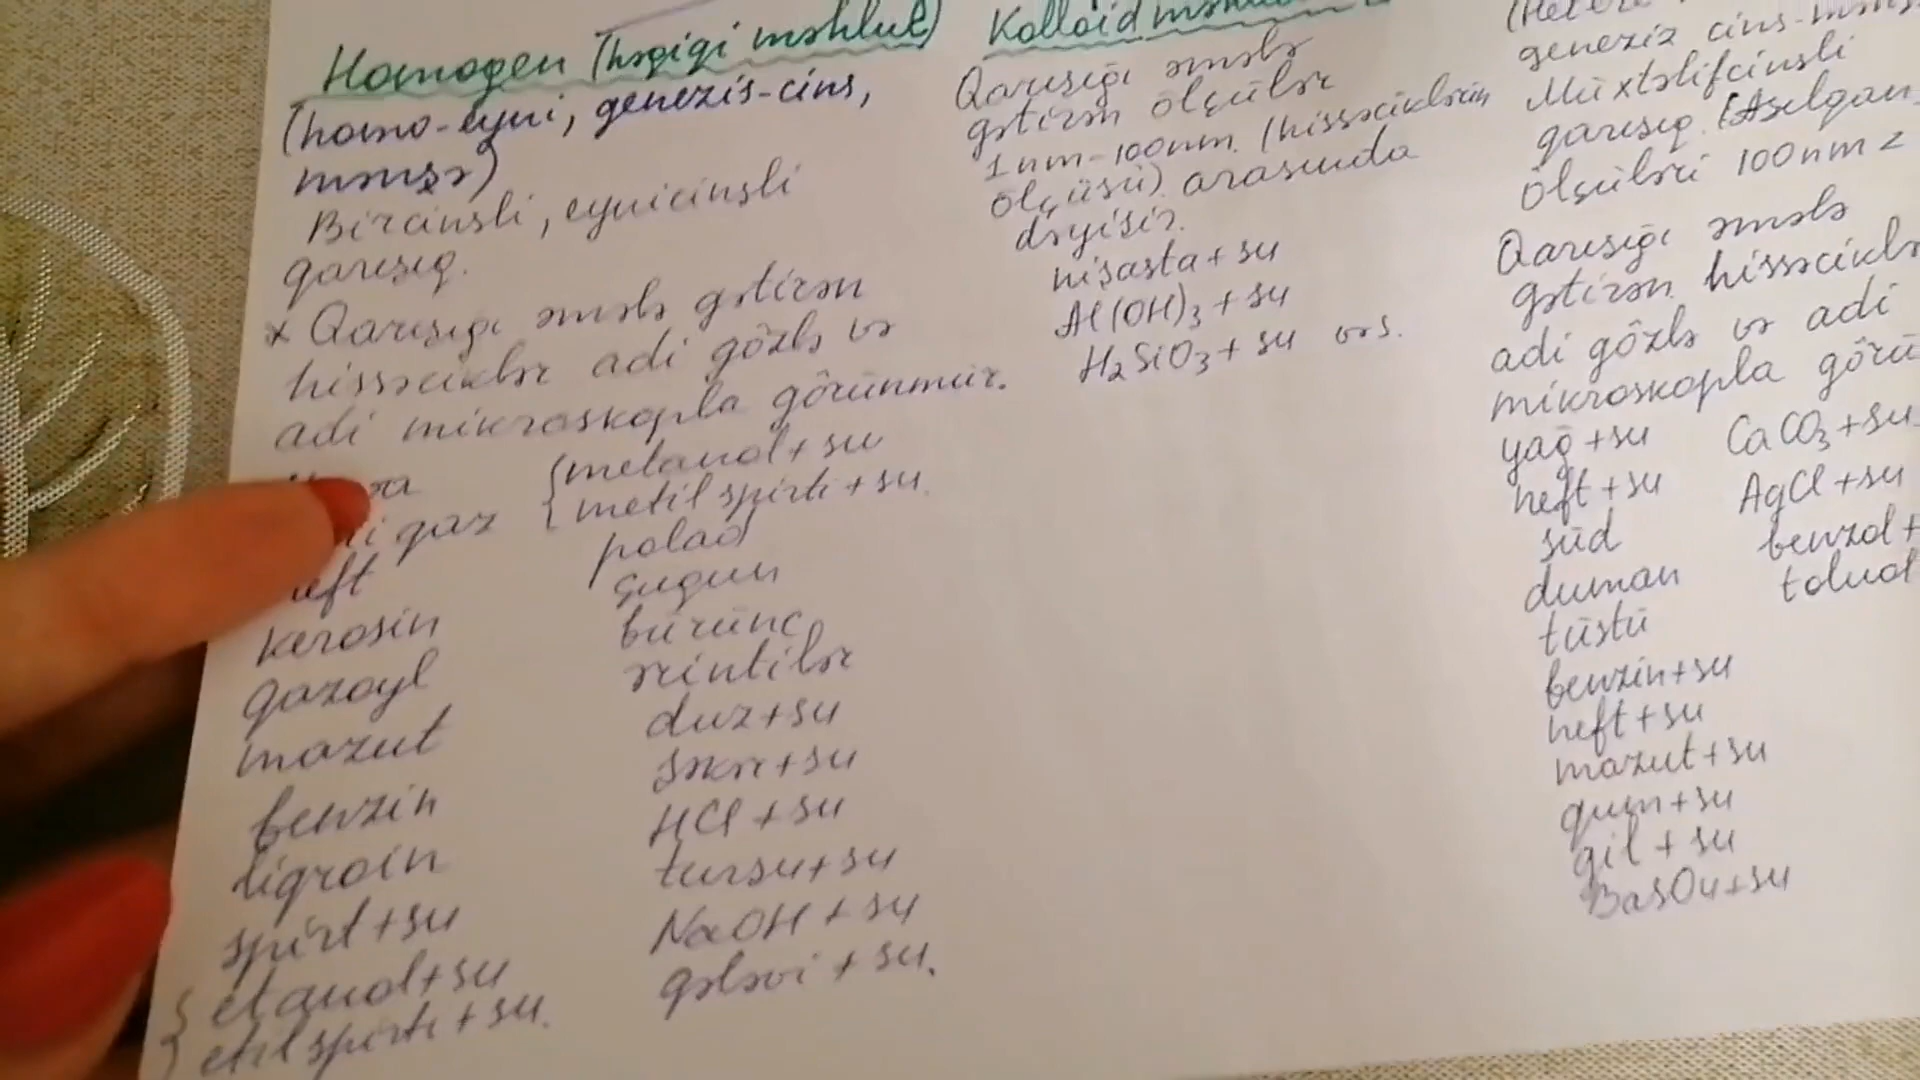 Homogen (həqiqi məhlul)
(homo-eyni, genezis-cins,
mənşə)
Bircinsli, eynicinsli
qarışıq.
x Qarışığı əmələ gətirən
hissəciklər adi gözlə və
adi mikroskopla görünmür.
qaz
neft
kerosin
qazoyl
mazut
benzin
liqroin
spirt+su
{ etanol+su
etil spirti+su.
{ metanol+su
metil spirti+su.
polad
çuqun
bürünc
ərintilər
duz+su
şəkər+su
HCl+su
turşu+su
NaOH+su
qələvi+su.
Kolloid
Qarışığı əmələ
gətirən ölçülər
1nm-100nm. (hissəciklərin
ölçüsü) arasında
dəyişir.
nişasta+su
Al(OH)3+su
H2SiO3+su və s.
genezis cins-
Müxtəlifcinsli
qarışıq.
ölçüləri 100nm <
Qarışığı əmələ
gətirən
adi gözlə və adi
mikroskopla
yağ+su
neft+su
süd
duman
tüstü
benzin+su
neft+su
mazut+su
qum+su
gil+su
BaSO4+su
CaCO3+su
AgCl+su
benzol+
toluol